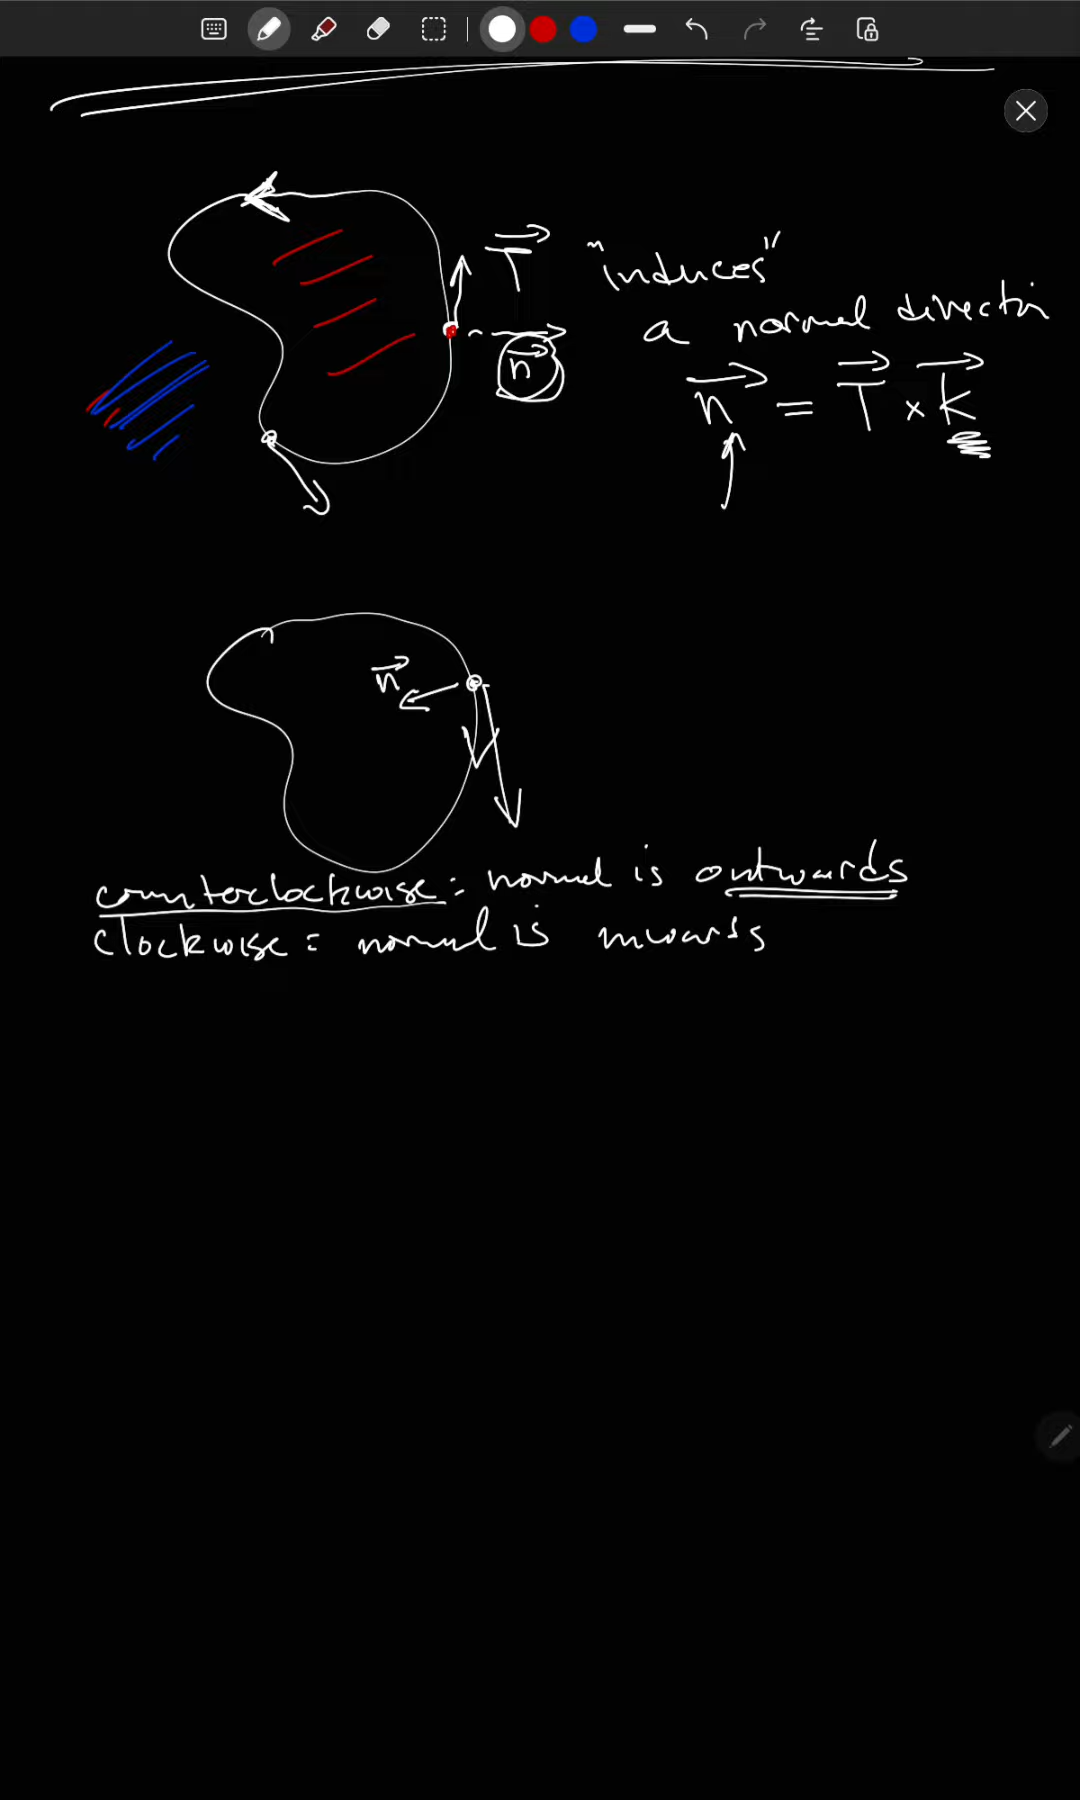 T "induces"
a normal direction
n = T × k
n
n
counterclockwise = normal is outwards
clockwise = normal is inwards